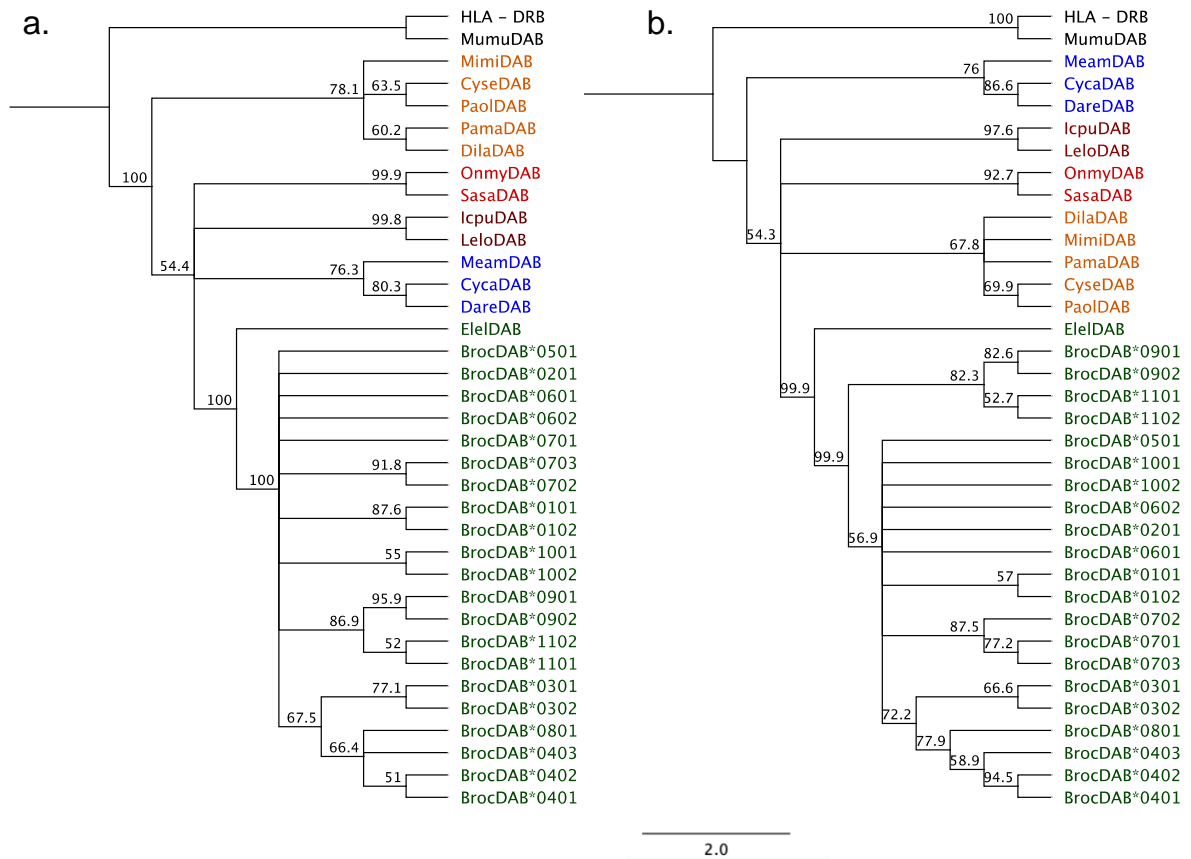 a.
HLA - DRB
MumuDAB
MimiDAB
78.1
63.5
CyseDAB
PaolDAB
60.2
PamaDAB
DilaDAB
100
99.9
OnmyDAB
SasaDAB
99.8
IcpuDAB
LeloDAB
54.4
76.3
MeamDAB
80.3
CycaDAB
DareDAB
ElelDAB
BrocDAB*0501
BrocDAB*0201
BrocDAB*0601
100
BrocDAB*0602
BrocDAB*0701
91.8
BrocDAB*0703
100
BrocDAB*0702
87.6
BrocDAB*0101
BrocDAB*0102
55
BrocDAB*1001
BrocDAB*1002
95.9
BrocDAB*0901
86.9
BrocDAB*0902
52
BrocDAB*1102
BrocDAB*1101
77.1
BrocDAB*0301
67.5
BrocDAB*0302
BrocDAB*0801
66.4
BrocDAB*0403
51
BrocDAB*0402
BrocDAB*0401
b.
100
HLA - DRB
MumuDAB
76
MeamDAB
86.6
CycaDAB
DareDAB
97.6
IcpuDAB
LeloDAB
92.7
OnmyDAB
SasaDAB
DilaDAB
54.3
67.8
MimiDAB
PamaDAB
69.9
CyseDAB
PaolDAB
ElelDAB
82.6
BrocDAB*0901
82.3
BrocDAB*0902
99.9
52.7
BrocDAB*1101
BrocDAB*1102
BrocDAB*0501
99.9
BrocDAB*1001
BrocDAB*1002
BrocDAB*0602
BrocDAB*0201
56.9
BrocDAB*0601
57
BrocDAB*0101
BrocDAB*0102
87.5
BrocDAB*0702
77.2
BrocDAB*0701
BrocDAB*0703
66.6
BrocDAB*0301
72.2
BrocDAB*0302
77.9
BrocDAB*0801
58.9
BrocDAB*0403
94.5
BrocDAB*0402
BrocDAB*0401
2.0